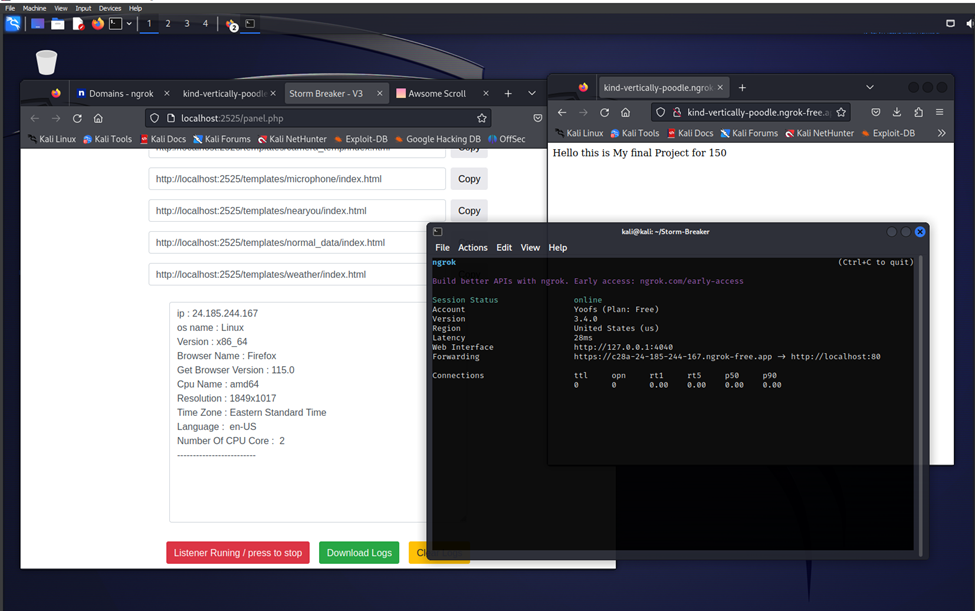 File Machine View Input Devices Help
1 2 3 4
2
Domains - ngrok
kind-vertically-poodle
Storm Breaker - V3
Awsome Scroll
localhost:2525/panel.php
Kali Linux Kali Tools Kali Docs Kali Forums Kali NetHunter Exploit-DB Google Hacking DB OffSec
Copy
http://localhost:2525/templates/microphone/index.html
Copy
http://localhost:2525/templates/nearyou/index.html
Copy
http://localhost:2525/templates/normal_data/index.html
http://localhost:2525/templates/weather/index.html
ip : 24.185.244.167
os name : Linux
Version : x86_64
Browser Name : Firefox
Get Browser Version : 115.0
Cpu Name : amd64
Resolution : 1849x1017
Time Zone : Eastern Standard Time
Language : en-US
Number Of CPU Core : 2
-------------------------
Listener Runing / press to stop
Download Logs
kind-vertically-poodle.ngrok
kind-vertically-poodle.ngrok-free.a
Kali Linux Kali Tools Kali Docs Kali Forums Kali NetHunter Exploit-DB
Hello this is My final Project for 150
kali@kali: ~/Storm-Breaker
File Actions Edit View Help
ngrok (Ctrl+C to quit)
Build better APIs with ngrok. Early access: ngrok.com/early-access
Session Status online
Account Yoofs (Plan: Free)
Version 3.4.0
Region United States (us)
Latency 28ms
Web Interface http://127.0.0.1:4040
Forwarding https://c28a-24-185-244-167.ngrok-free.app → http://localhost:80
Connections ttl opn rt1 rt5 p50 p90
0 0 0.00 0.00 0.00 0.00